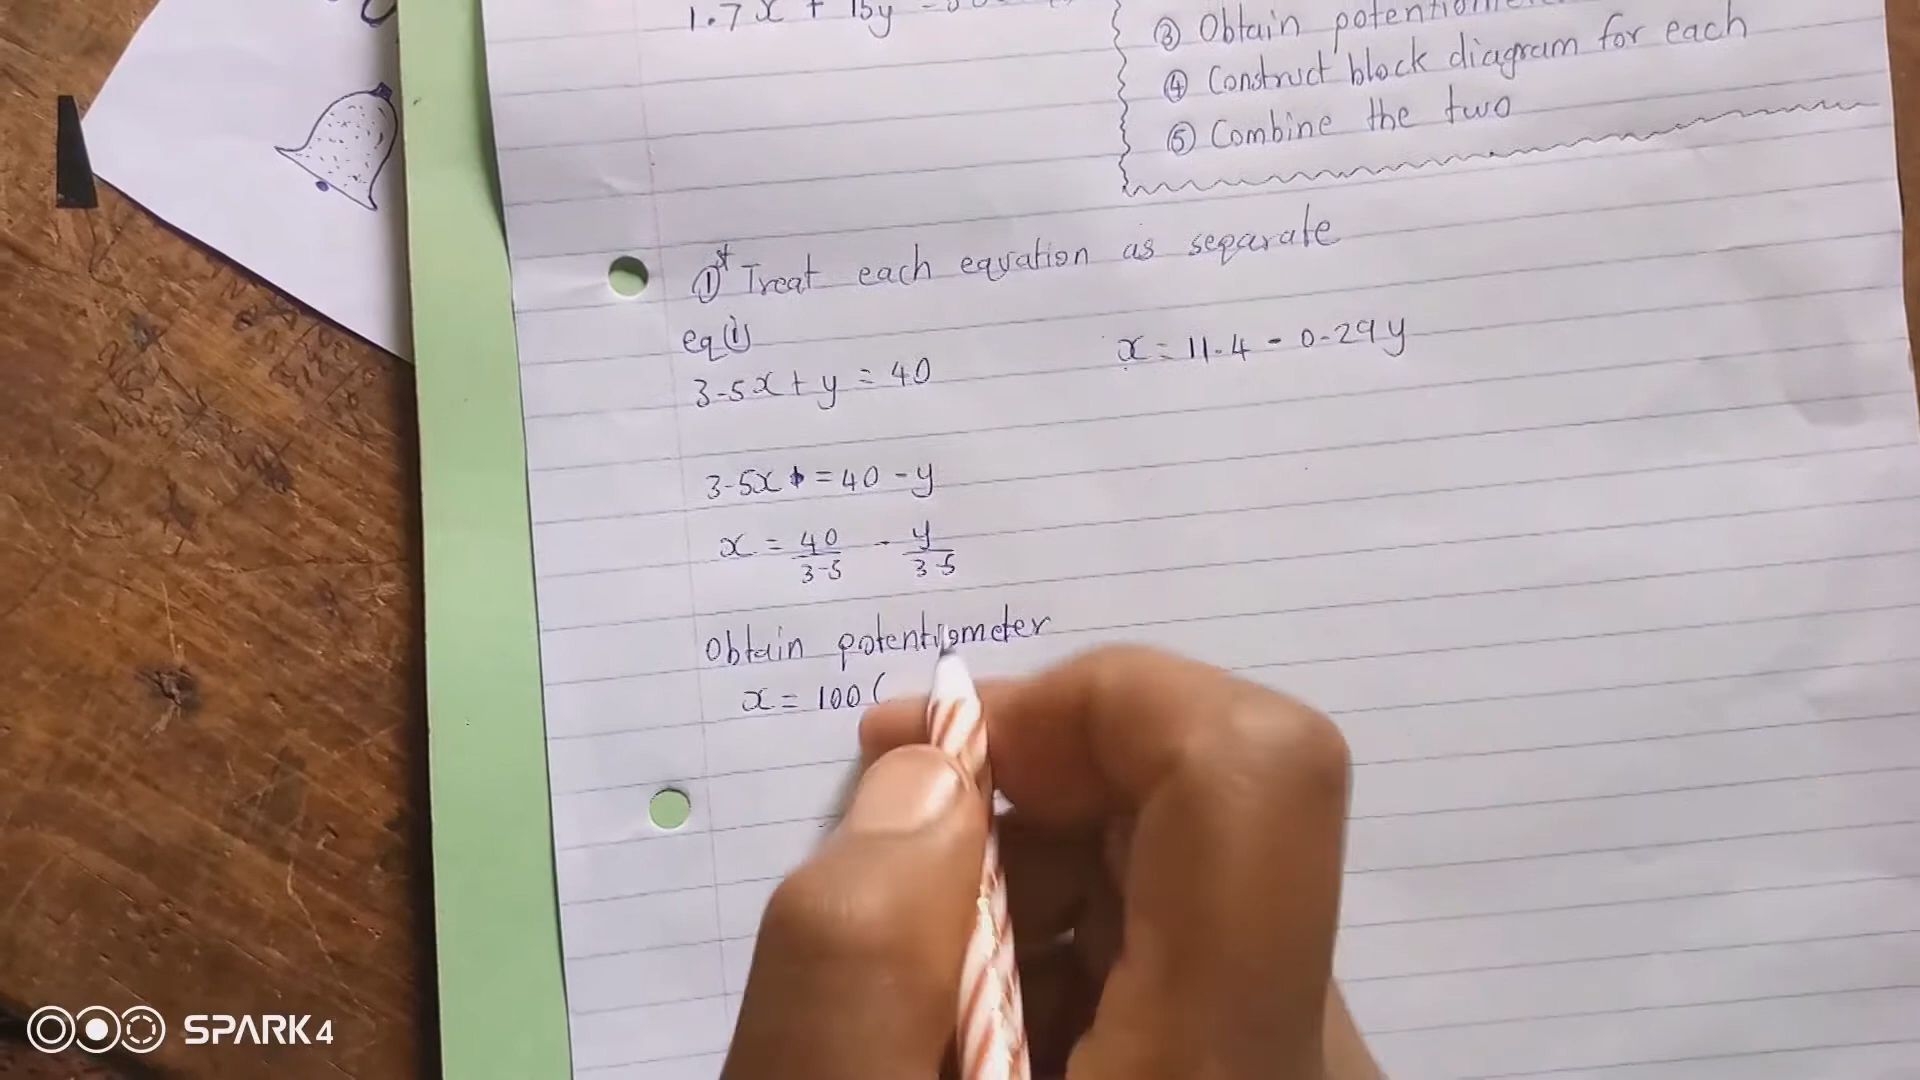 1.7x + 15y
③ Obtain
④ Construct block diagram for each
⑤ Combine the two
①st Treat each equation as separate
eq(i)
3.5x + y = 40
x = 11.4 - 0.29y
3.5x = 40 - y
x = 40/3.5 - y/3.5
Obtain potentiometer
x = 100(
SPARK 4